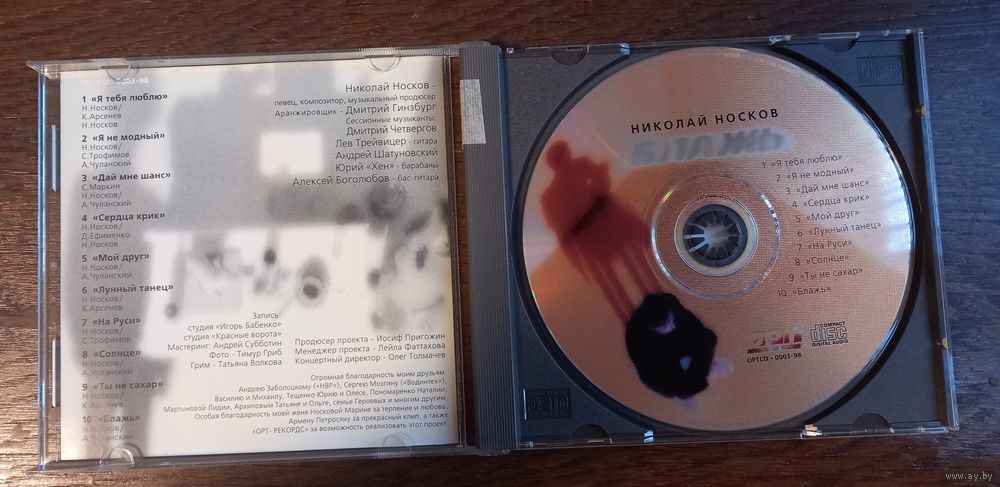 0003-98
1 «Я тебя люблю»
Н.Носков/
К.Арсенев
Н.Носков
2 «Я не модный»
Н.Носков/
С.Трофимов
А.Чуланский
3 «Дай мне шанс»
С.Маркин
Н.Носков/
А.Чуланский
4 «Сердца крик»
Н.Носков/
Д.Ефименко
Н.Носков
5 «Мой друг»
Н.Носков/
А.Чуланский
6 «Лунный танец»
Н.Носков/
К.Арсенев
7 «На Руси»
Н.Носков/
С.Трофимов
8 «Солнце»
Н.Носков/
А.Чуланский
9 «Ты не сахар»
Н.Носков/
К.Арсенев
10 «Блажь»
Н.Носков/
А.Чуланский
Николай Носков -
певец, композитор, музыкальный продюсер
Аранжировщик - Дмитрий Гинзбург
Сессионные музыканты:
Дмитрий Четвергов
Лев Трейвицер - гитара
Андрей Шатуновский
Юрий «Хен» - барабаны
Алексей Боголюбов - бас-гитара
Запись:
студия «Игорь Бабенко»
студия «Красные ворота»
Мастеринг: Андрей Субботин
Фото - Тимур Гриб
Грим - Татьяна Волкова
Продюсер проекта - Иосиф Пригожин
Менеджер проекта - Лейла Фаттахова
Концертный директор - Олег Толмачев
Огромная благодарность моим друзьям:
Андрею Заболоцкому («НВР»), Сергею Мозгину («Водинтех»),
Василию и Михаилу, Тещенко Юрию и Олесе, Пономаренко Наталии,
Мартыновой Лидии, Архиповым Татьяне и Ольге, семье Героевых и многим другим.
Особая благодарность моей жене Носковой Марине за терпение и любовь,
Армену Петросяну за прекрасный клип, а также
«ОРТ- РЕКОРДС» за возможность реализовать этот проект.
НИКОЛАЙ НОСКОВ
БЛАЖЬ
1 «Я тебя люблю»
2 «Я не модный»
3 «Дай мне шанс»
4 «Сердца крик»
5 «Мой друг»
6 «Лунный танец»
7 «На Руси»
8 «Солнце»
9 «Ты не сахар»
10 «Блажь»
COMPACT
disc
DIGITAL AUDIO
OPTCD - 0003-98
www.ay.by